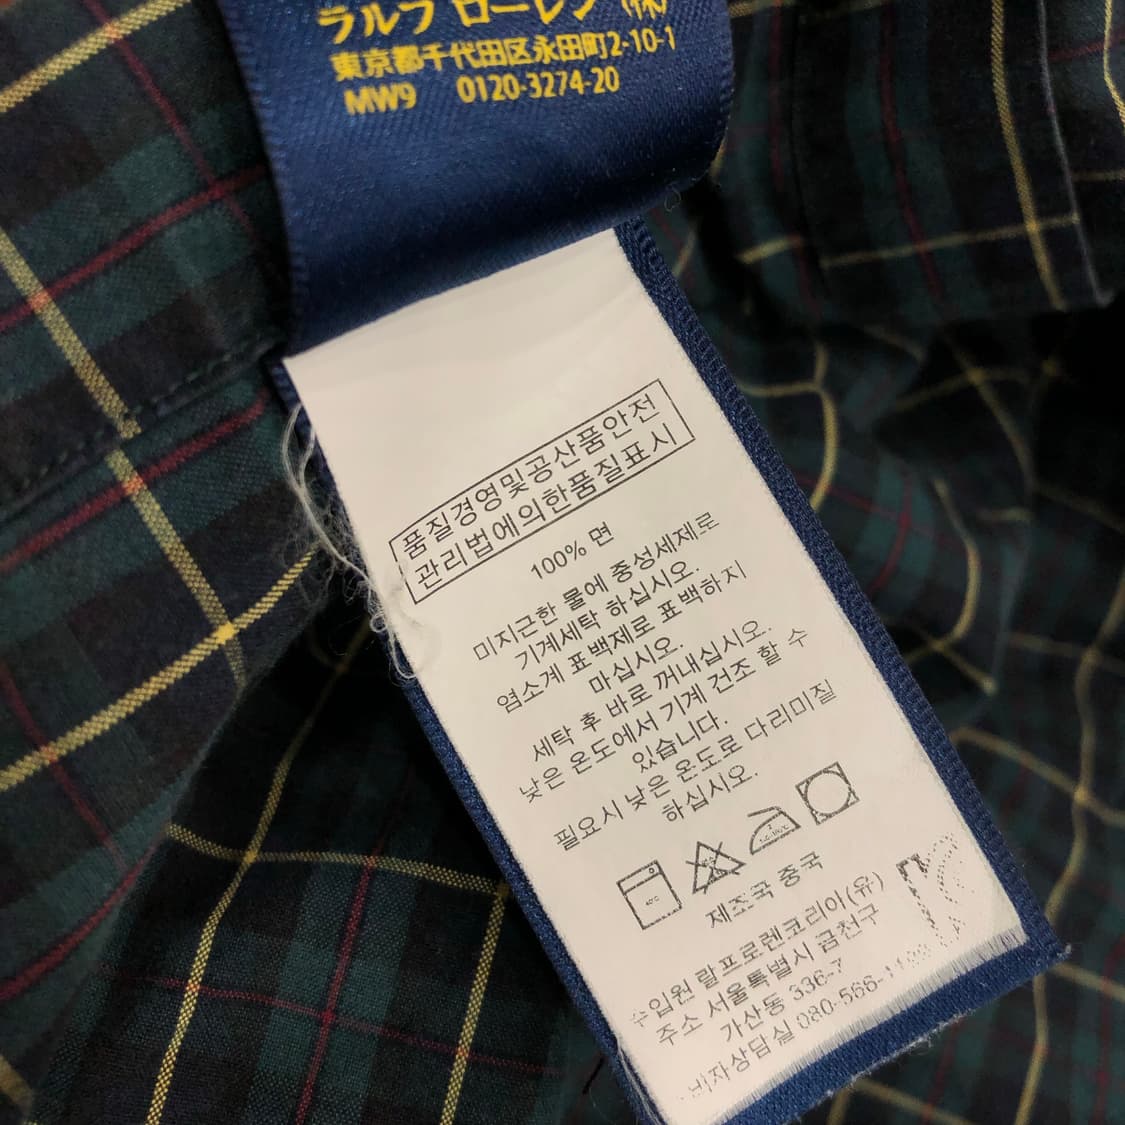 ラルフ ローレン (株)
東京都千代田区永田町2-10-1
MW9 0120-3274-20
품질경영및공산품안전
관리법에의한품질표시
100% 면
미지근한 물에 중성세제로
기계세탁 하십시오.
염소계 표백제로 표백하지
마십시오.
세탁 후 바로 꺼내십시오.
낮은 온도에서 기계 건조 할 수
있습니다.
필요시 낮은 온도로 다리미질
하십시오.
제조국 중국
수입원 랄프로렌코리아(유)
주소 서울특별시 금천구
가산동 336-7
비자상담실